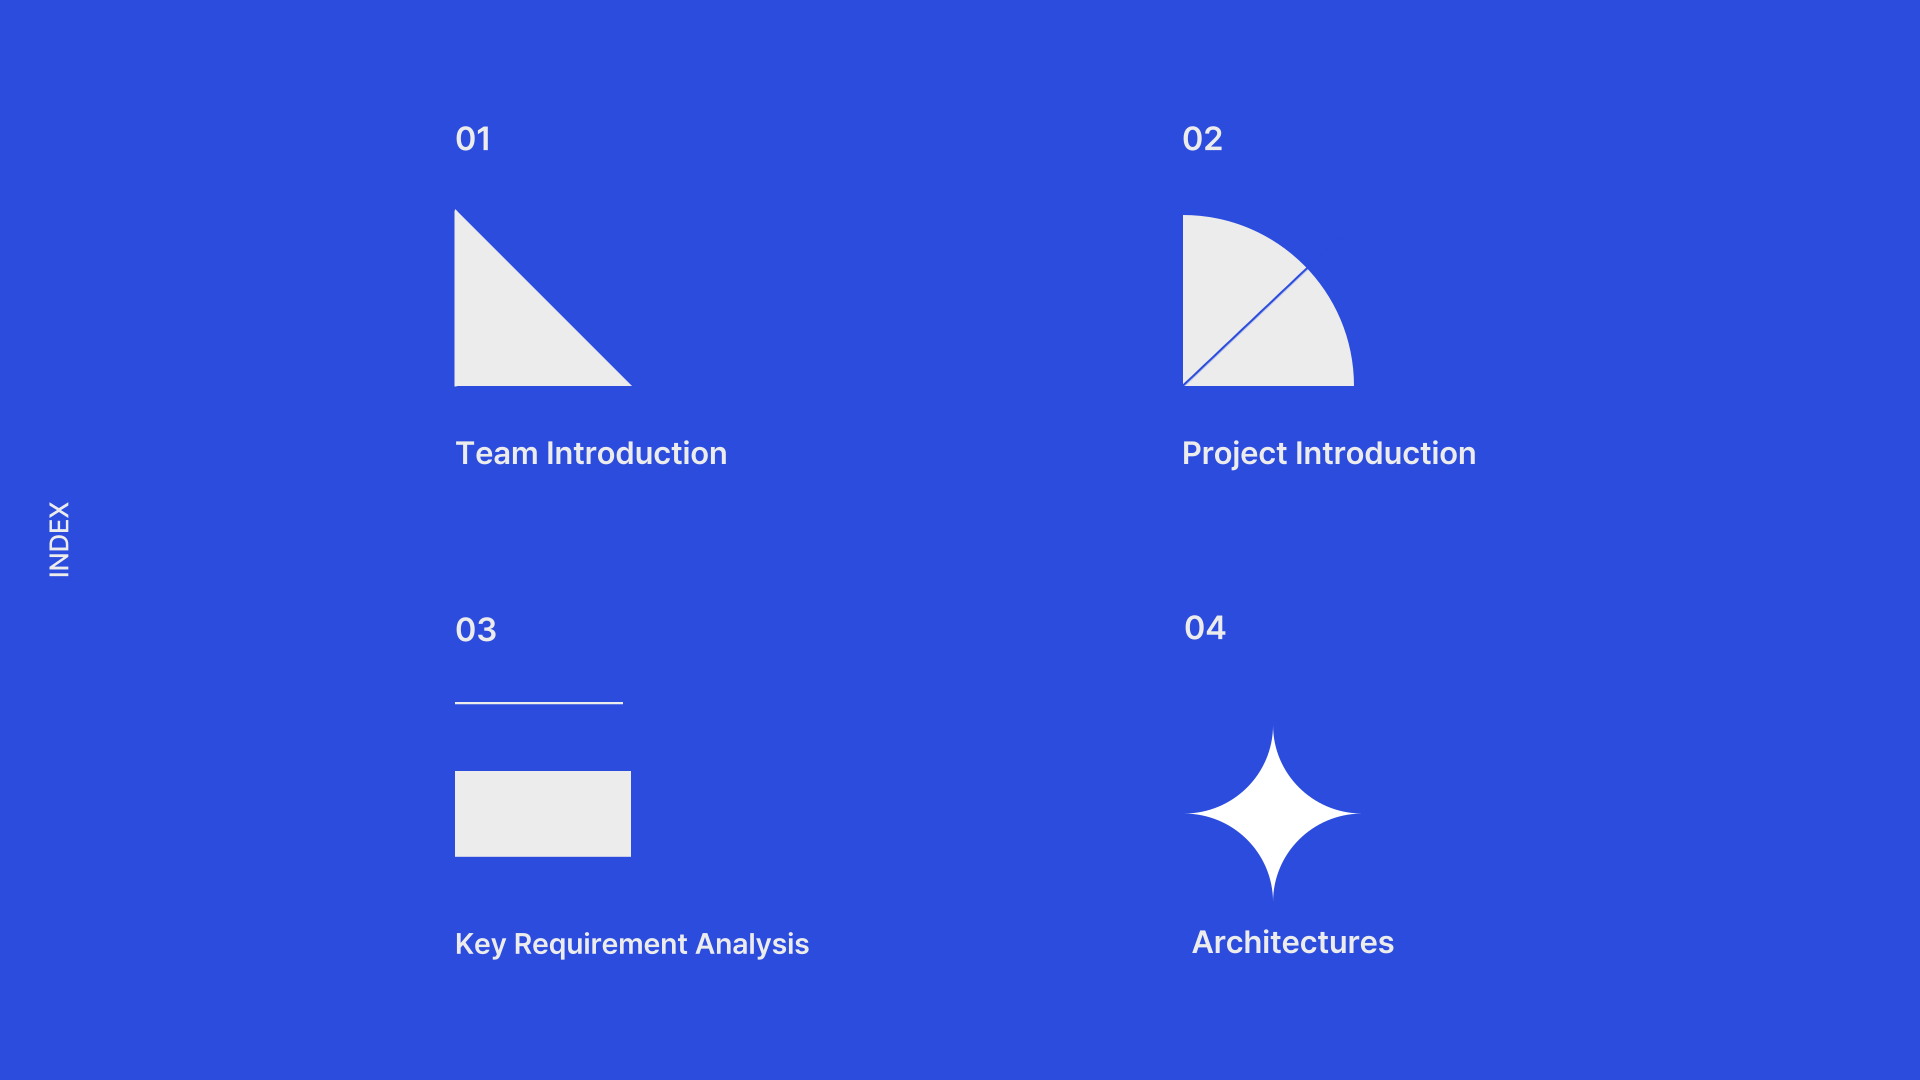 INDEX
01
Team Introduction
02
Project Introduction
03
Key Requirement Analysis
04
Architectures